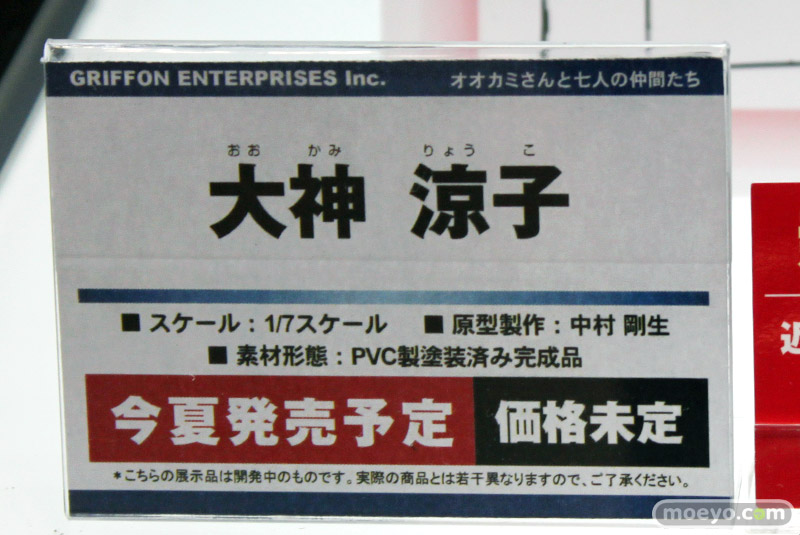 GRIFFON ENTERPRISES Inc. オオカミさんと七人の仲間たち
おお かみ りょう こ
大神 涼子
■ スケール：1/7スケール ■ 原型製作：中村 剛生
■ 素材形態：PVC製塗装済み完成品
今夏発売予定 価格未定
*こちらの展示品は開発中のものです。実際の商品とは若干異なりますので、ご了承ください。
近
moeyo.com